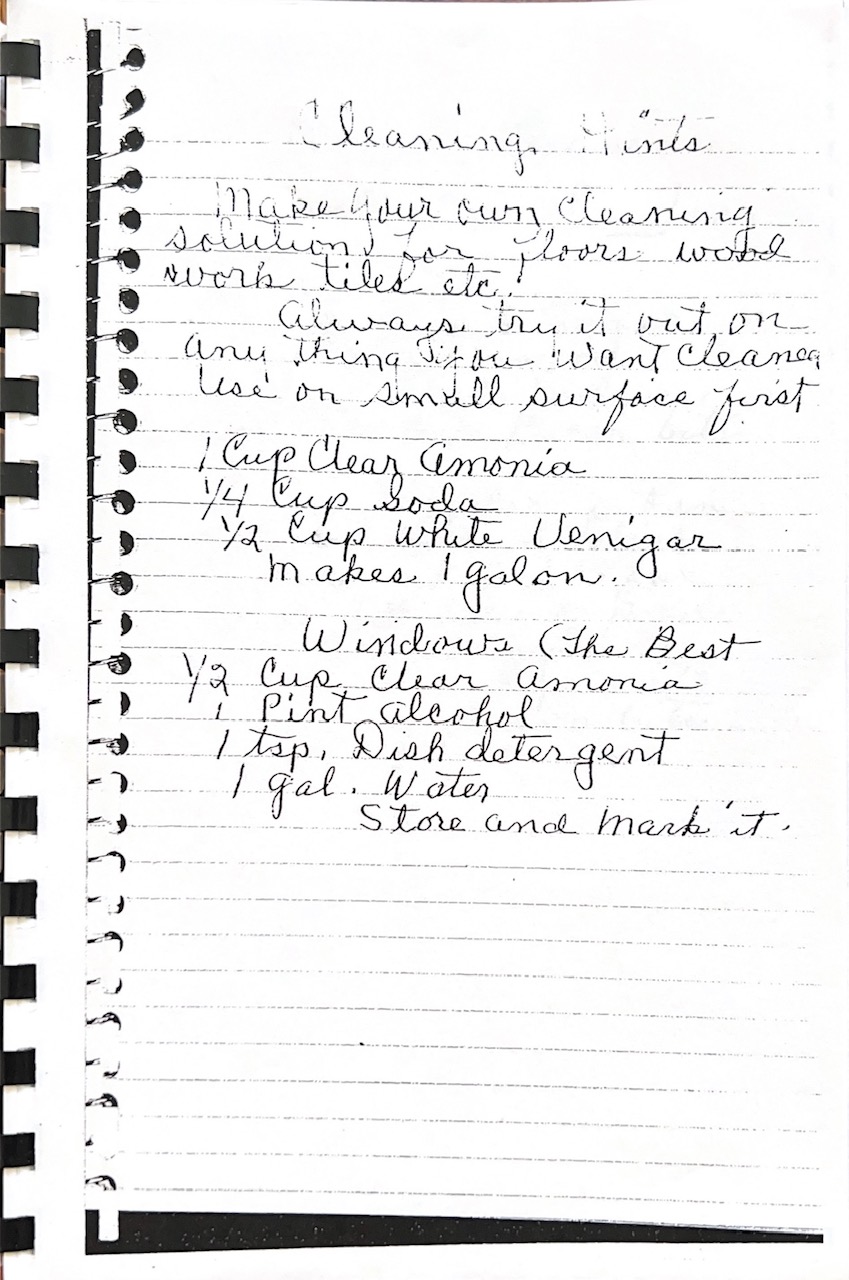 Cleaning Hints
Make Your own Cleaning
solution for floors wood
work tiles etc.
Always try it out on
any thing you want Cleaned
Use on small surface first
1 Cup Clear Amonia
1/4 Cup Soda
1/2 Cup White Venigar
Makes 1 galon.
Windows (The Best
1/2 Cup Clear Amonia
1 Pint alcohol
1 tsp. Dish detergent
1 gal. Water
Store and Mark it.